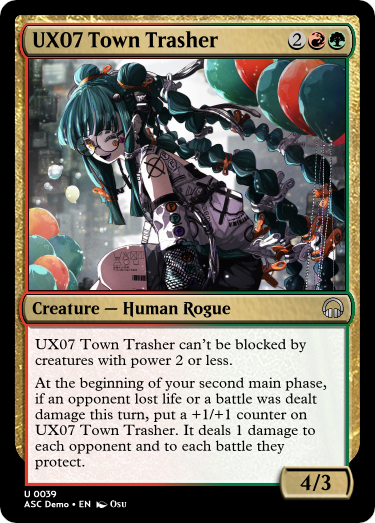 UX07 Town Trasher 2
Creature — Human Rogue
UX07 Town Trasher can't be blocked by
creatures with power 2 or less.
At the beginning of your second main phase,
if an opponent lost life or a battle was dealt
damage this turn, put a +1/+1 counter on
UX07 Town Trasher. It deals 1 damage to
each opponent and to each battle they
protect.
4/3
U 0039
ASC Demo • EN Osu